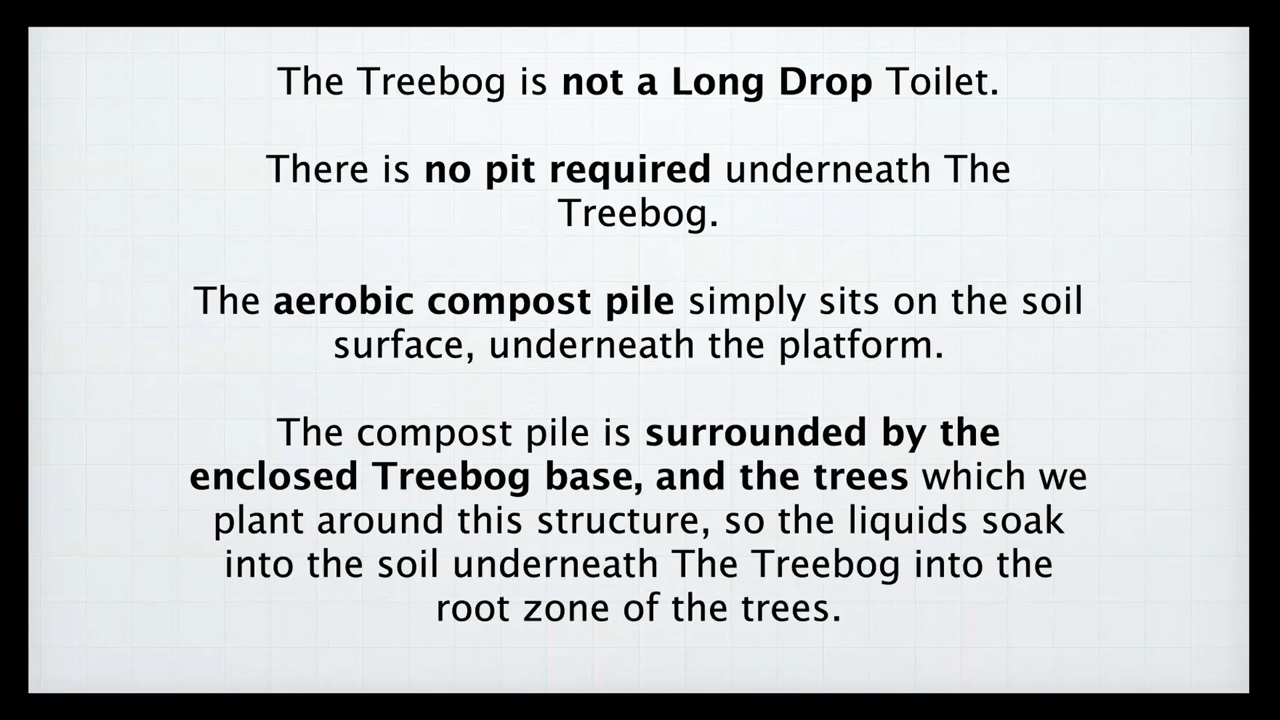 The Treebog is not a Long Drop Toilet.
There is no pit required underneath The
Treebog.
The aerobic compost pile simply sits on the soil
surface, underneath the platform.
The compost pile is surrounded by the
enclosed Treebog base, and the trees which we
plant around this structure, so the liquids soak
into the soil underneath The Treebog into the
root zone of the trees.